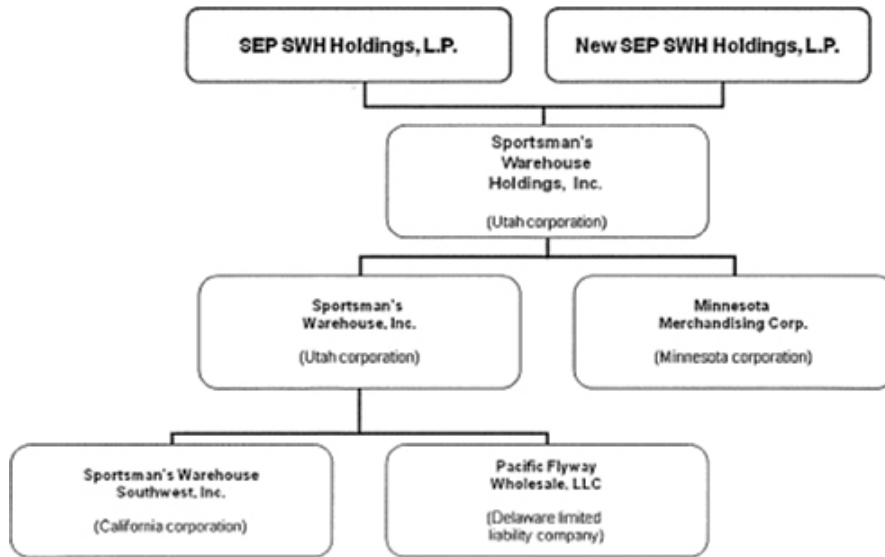 SEP SWH Holdings, L.P.
New SEP SWH Holdings, L.P.
Sportsman's
Warehouse
Holdings, Inc.
(Utah corporation)
Sportsman's
Warehouse, Inc.
(Utah corporation)
Minnesota
Merchandising Corp.
(Minnesota corporation)
Sportsman's Warehouse
Southwest, Inc.
(California corporation)
Pacific Flyway
Wholesale, LLC
(Delaware limited
liability company)